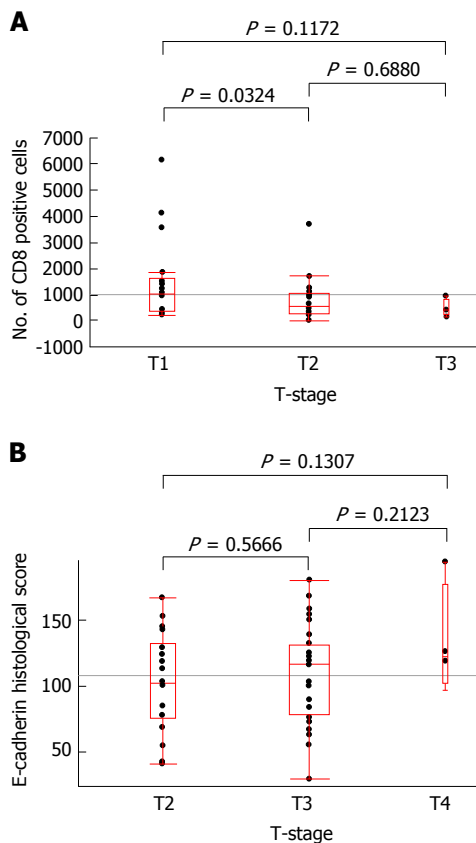 A
P = 0.1172
P = 0.6880
P = 0.0324
No. of CD8 positive cells
7000
6000
5000
4000
3000
2000
1000
0
-1000
T1 T2 T3
T-stage
B
P = 0.1307
P = 0.2123
P = 0.5666
E-cadherin histological score
150
100
50
T2 T3 T4
T-stage